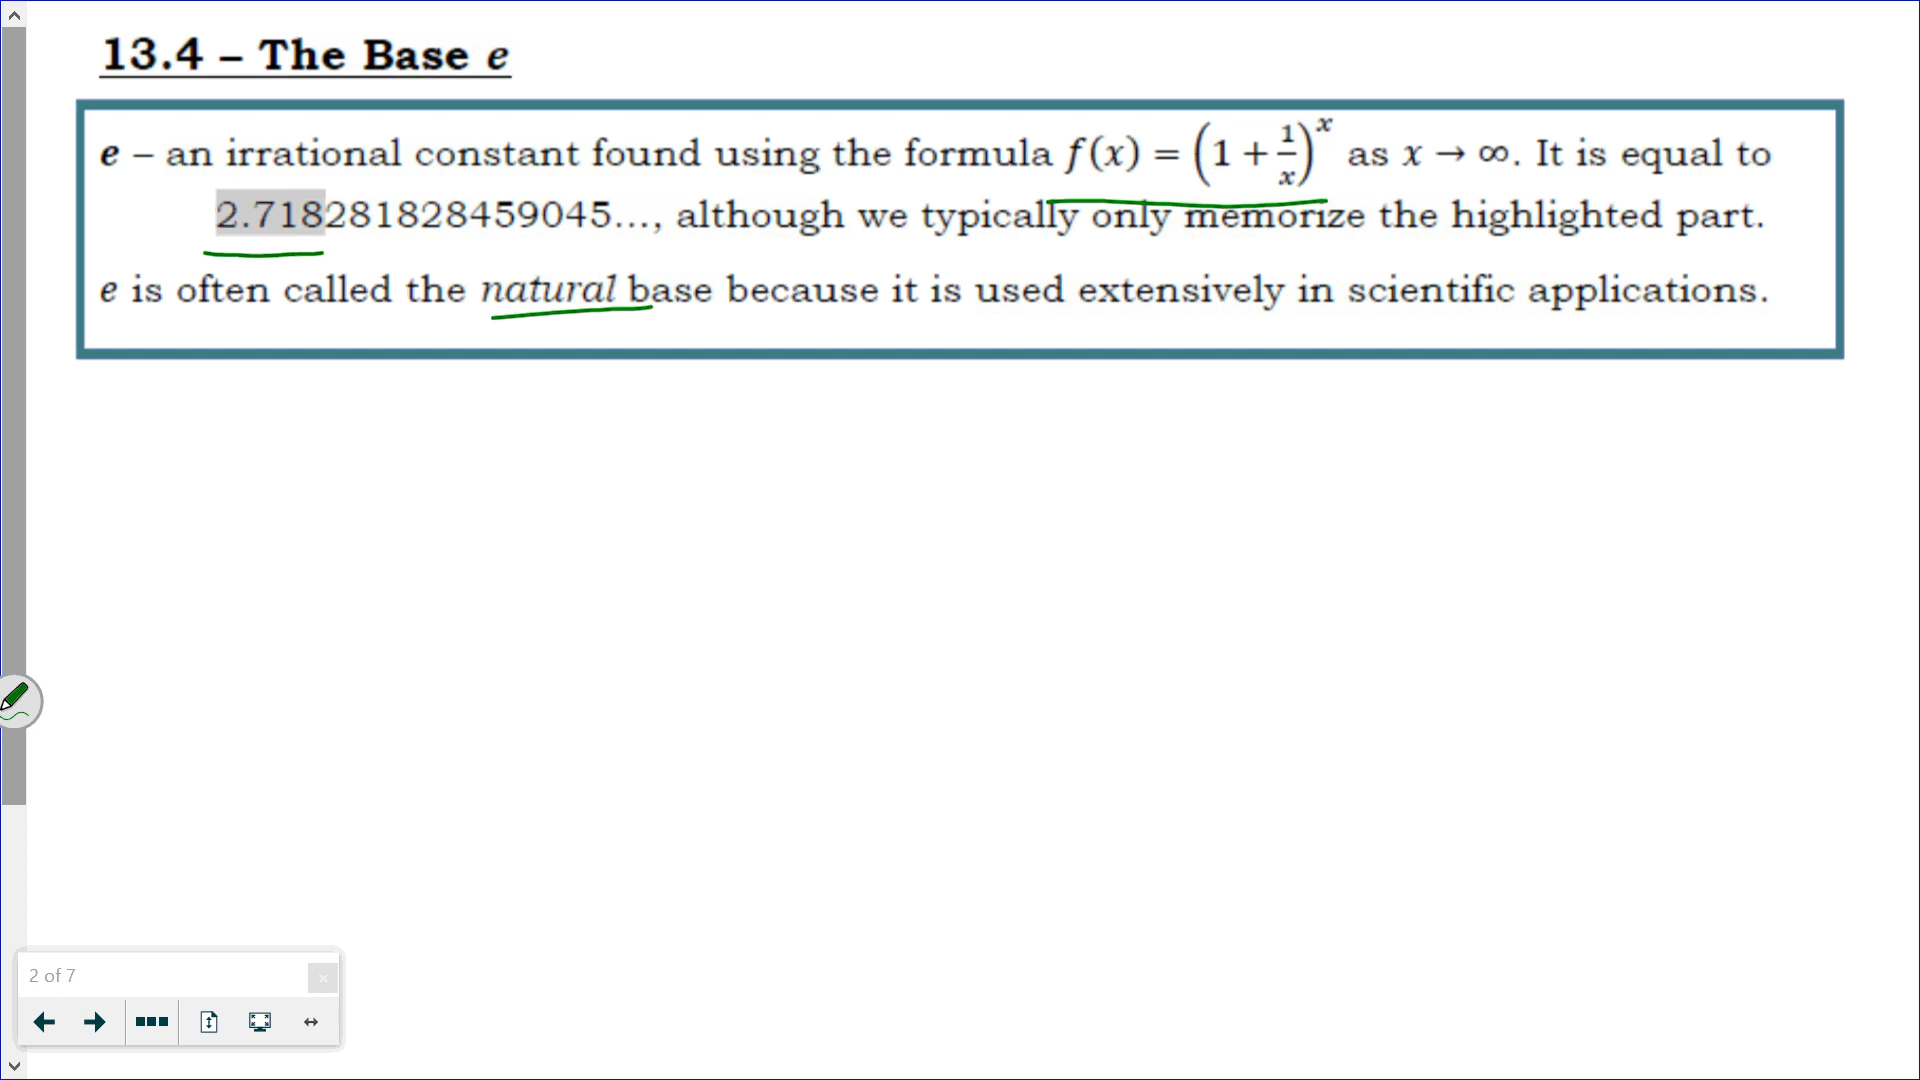 13.4 – The Base e
e – an irrational constant found using the formula f(x) = (1 + 1/x)^x as x → ∞. It is equal to
2.718281828459045..., although we typically only memorize the highlighted part.
e is often called the natural base because it is used extensively in scientific applications.
2 of 7